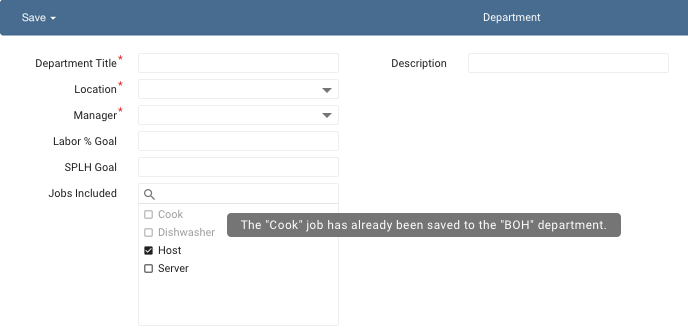 Save
Department
Department Title*
Description
Location*
Manager*
Labor % Goal
SPLH Goal
Jobs Included
Cook
The "Cook" job has already been saved to the "BOH" department.
Dishwasher
Host
Server